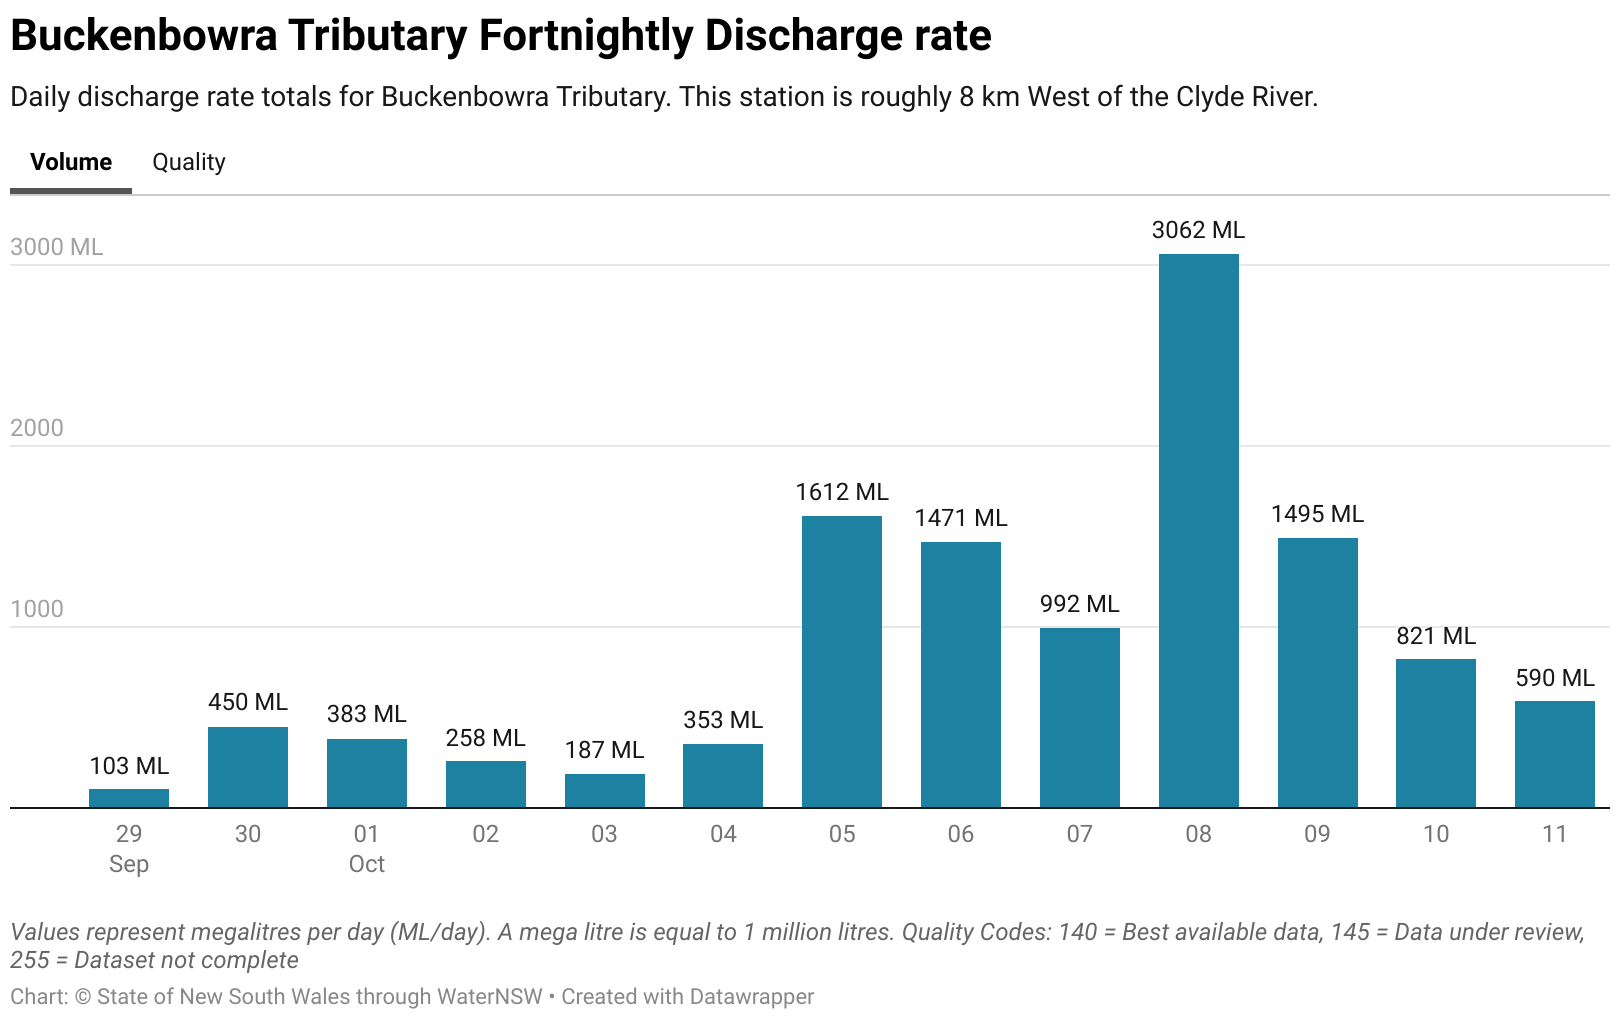 Buckenbowra Tributary Fortnightly Discharge rate
Daily discharge rate totals for Buckenbowra Tributary. This station is roughly 8 km West of the Clyde River.
Volume Quality
3000 ML
2000
1000
103 ML
450 ML
383 ML
258 ML
187 ML
353 ML
1612 ML
1471 ML
992 ML
3062 ML
1495 ML
821 ML
590 ML
29 30 01 02 03 04 05 06 07 08 09 10 11
Sep Oct
Values represent megalitres per day (ML/day). A mega litre is equal to 1 million litres. Quality Codes: 140 = Best available data, 145 = Data under review,
255 = Dataset not complete
Chart: © State of New South Wales through WaterNSW • Created with Datawrapper